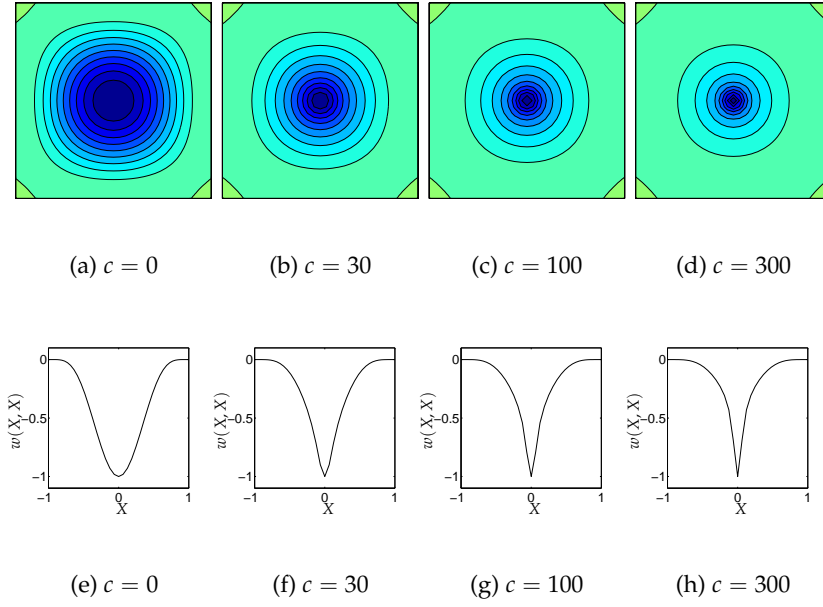 (a) c = 0
(b) c = 30
(c) c = 100
(d) c = 300
0
−0.5
−1
w(X, X)
−1
0
1
X
0
−0.5
−1
w(X, X)
−1
0
1
X
0
−0.5
−1
w(X, X)
−1
0
1
X
0
−0.5
−1
w(X, X)
−1
0
1
X
(e) c = 0
(f) c = 30
(g) c = 100
(h) c = 300